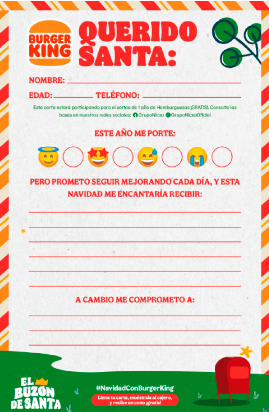 BURGER
KING
QUERIDO
SANTA:
NOMBRE:
EDAD: TELÉFONO:
Esta carta estará participando para el sorteo de 1 año de Hamburguesas ¡GRATIS!. Consulta las
bases en nuestras redes sociales:
ESTE AÑO ME PORTE:
PERO PROMETO SEGUIR MEJORANDO CADA DÍA, Y ESTA
NAVIDAD ME ENCANTARÍA RECIBIR:
A CAMBIO ME COMPROMETO A:
EL
BUZÓN
DE SANTA
#NavidadConBurgerKing
Llena tu carta, muéstrala al cajero,
y recibe un cono ¡gratis!